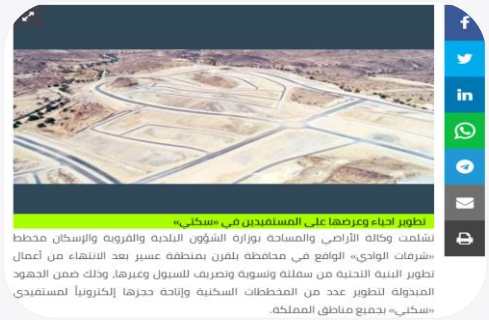 تطوير احياء وعرضها على المستفيدين في «سكني»
تسلمت وكالة الأراضي والمساحة بوزارة الشؤون البلدية والقروية والإسكان مخطط
«شرفات الوادي» الواقع في محافظة بلقرن بمنطقة عسير بعد الانتهاء من أعمال
تطوير البنية التحتية من سفلتة وتسوية وتصريف للسيول وغيرها, وذلك ضمن الجهود
المبذولة لتطوير عدد من المخططات السكنية وإتاحة حجزها إلكترونياً لمستفيدي
«سكني» بجميع مناطق المملكة.